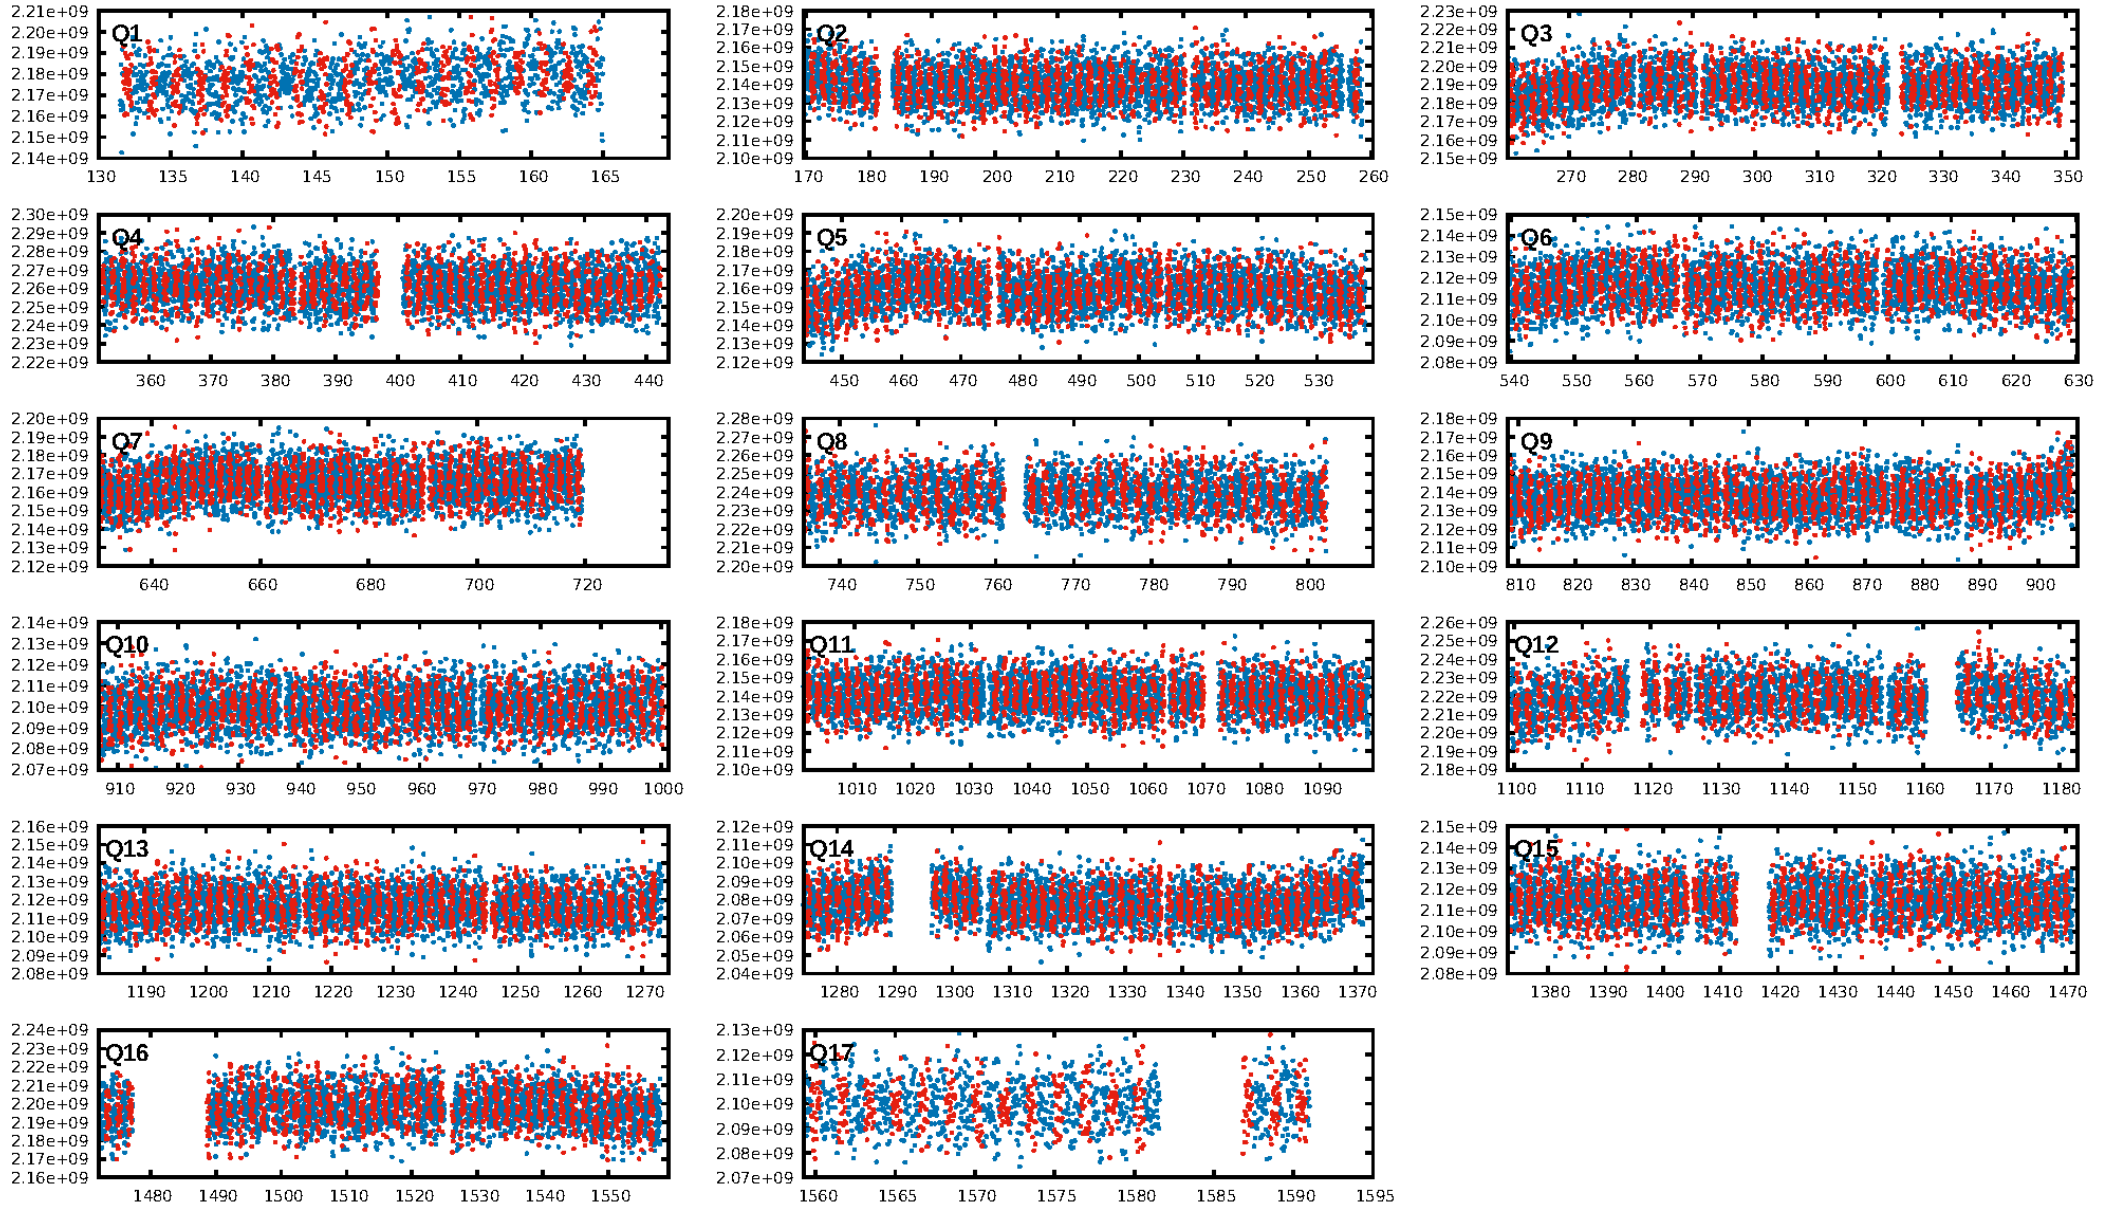 2.21e+09
2.20e+09
2.19e+09
2.18e+09
2.17e+09
2.16e+09
2.15e+09
2.14e+09
Q1
130 135 140 145 150 155 160 165
2.18e+09
2.17e+09
2.16e+09
2.15e+09
2.14e+09
2.13e+09
2.12e+09
2.11e+09
2.10e+09
Q2
170 180 190 200 210 220 230 240 250 260
2.23e+09
2.22e+09
2.21e+09
2.20e+09
2.19e+09
2.18e+09
2.17e+09
2.16e+09
2.15e+09
Q3
270 280 290 300 310 320 330 340 350
2.30e+09
2.29e+09
2.28e+09
2.27e+09
2.26e+09
2.25e+09
2.24e+09
2.23e+09
2.22e+09
Q4
360 370 380 390 400 410 420 430 440
2.20e+09
2.19e+09
2.18e+09
2.17e+09
2.16e+09
2.15e+09
2.14e+09
2.13e+09
2.12e+09
Q5
450 460 470 480 490 500 510 520 530
2.15e+09
2.14e+09
2.13e+09
2.12e+09
2.11e+09
2.10e+09
2.09e+09
2.08e+09
Q6
540 550 560 570 580 590 600 610 620 630
2.20e+09
2.19e+09
2.18e+09
2.17e+09
2.16e+09
2.15e+09
2.14e+09
2.13e+09
2.12e+09
Q7
640 660 680 700 720
2.28e+09
2.27e+09
2.26e+09
2.25e+09
2.24e+09
2.23e+09
2.22e+09
2.21e+09
2.20e+09
Q8
740 750 760 770 780 790 800
2.18e+09
2.17e+09
2.16e+09
2.15e+09
2.14e+09
2.13e+09
2.12e+09
2.11e+09
2.10e+09
Q9
810 820 830 840 850 860 870 880 890 900
2.14e+09
2.13e+09
2.12e+09
2.11e+09
2.10e+09
2.09e+09
2.08e+09
2.07e+09
Q10
910 920 930 940 950 960 970 980 990 1000
2.18e+09
2.17e+09
2.16e+09
2.15e+09
2.14e+09
2.13e+09
2.12e+09
2.11e+09
2.10e+09
Q11
1010 1020 1030 1040 1050 1060 1070 1080 1090
2.26e+09
2.25e+09
2.24e+09
2.23e+09
2.22e+09
2.21e+09
2.20e+09
2.19e+09
2.18e+09
Q12
1100 1110 1120 1130 1140 1150 1160 1170 1180
2.16e+09
2.15e+09
2.14e+09
2.13e+09
2.12e+09
2.11e+09
2.10e+09
2.09e+09
2.08e+09
Q13
1190 1200 1210 1220 1230 1240 1250 1260 1270
2.12e+09
2.11e+09
2.10e+09
2.09e+09
2.08e+09
2.07e+09
2.06e+09
2.05e+09
2.04e+09
Q14
1280 1290 1300 1310 1320 1330 1340 1350 1360 1370
2.15e+09
2.14e+09
2.13e+09
2.12e+09
2.11e+09
2.10e+09
2.09e+09
2.08e+09
Q15
1380 1390 1400 1410 1420 1430 1440 1450 1460 1470
2.24e+09
2.23e+09
2.22e+09
2.21e+09
2.20e+09
2.19e+09
2.18e+09
2.17e+09
2.16e+09
Q16
1480 1490 1500 1510 1520 1530 1540 1550
2.13e+09
2.12e+09
2.11e+09
2.10e+09
2.09e+09
2.08e+09
2.07e+09
Q17
1560 1565 1570 1575 1580 1585 1590 1595